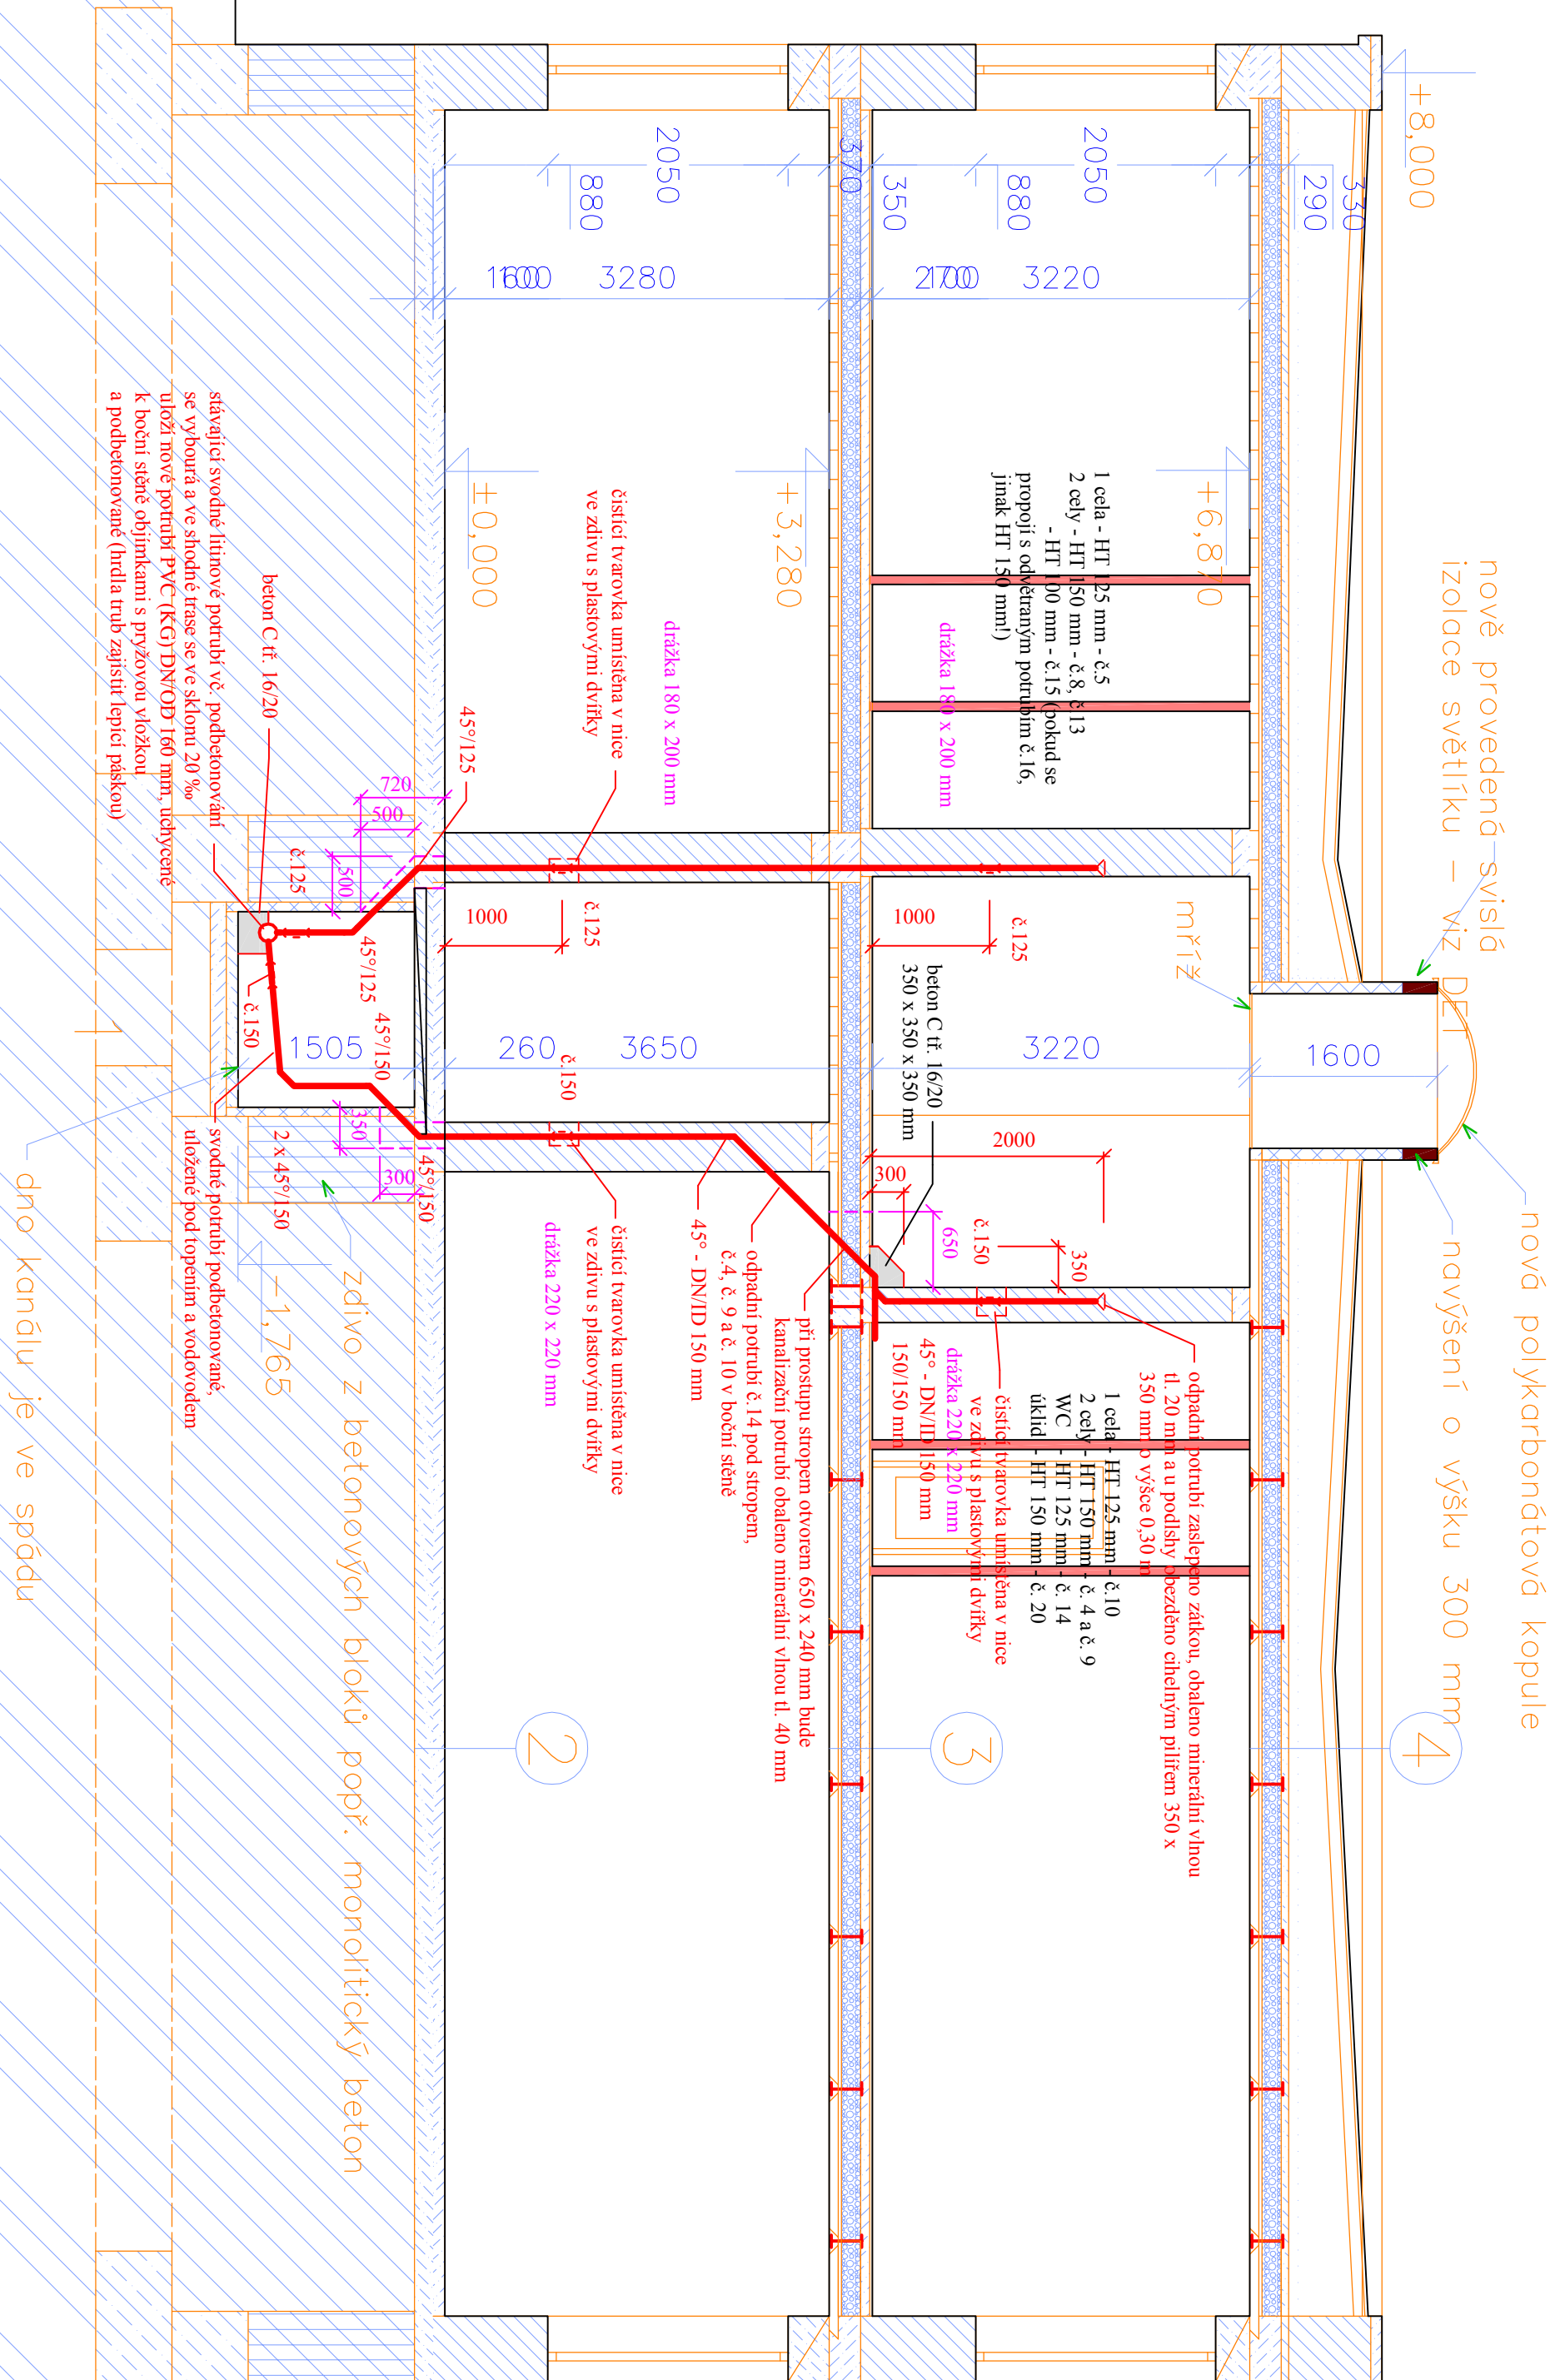 +8,000
nově provedená svislá
izolace světlíku – viz DET
nová polykarbonátová kopule
navýšení o výšku 300 mm
330
290
2050
880
350
370
2050
880
3220
2700
100
3280
1600
100
+6,870
+3,280
±0,000
1 cela - HT 125 mm - č.5
2 cely - HT 150 mm - č.8, č.13
- HT 100 mm - č.15 (pokud se
propojí s odvětraným potrubím č.16,
jinak HT 150 mm!)
drážka 180 x 200 mm
drážka 180 x 200 mm
čistící tvarovka umístěna v nice
ve zdivu s plastovými dvířky
45°/125
beton C tř. 16/20
stávající svodné litinové potrubí vč. podbetonování
se vybourá a ve shodné trase se ve sklonu 20 ‰
uloží nové potrubí PVC (KG) DN/OD 160 mm, uchycené
k boční stěně objímkami s pryžovou vložkou
a podbetonované (hrdla trub zajistit lepící páskou)
720
500
500
č.125
mříž
1600
č.125
1000
č.125
1000
45°/125
beton C tř. 16/20
350 x 350 x 350 mm
3220
3650
260
1505
č.150
45°/150
č.150
2000
300
650
350
č.150
350
300
45°/150
2 x 45°/150
–1,765
odpadní potrubí zaslepeno zátkou, obaleno minerální vlnou
tl. 20 mm a u podlahy obezděno cihelným pilířem 350 x
350 mm o výšce 0,30 m
1 cela - HT 125 mm - č.10
2 cely - HT 150 mm - č. 4 a č. 9
WC - HT 125 mm - č. 14
úklid - HT 150 mm - č. 20
čistící tvarovka umístěna v nice
ve zdivu s plastovými dvířky
drážka 220 x 220 mm
45° - DN/ID 150 mm
150/150 mm
při prostupu stropem otvorem 650 x 240 mm bude
kanalizační potrubí obaleno minerální vlnou tl. 40 mm
odpadní potrubí č.14 pod stropem,
č.4, č. 9 a č. 10 v boční stěně
45° - DN/ID 150 mm
čistící tvarovka umístěna v nice
ve zdivu s plastovými dvířky
drážka 220 x 220 mm
svodné potrubí podbetonované,
uložené pod topením a vodovodem
zdivo z betonových bloků popř. monolitický beton
dno kanálu je ve spádu
4
3
2